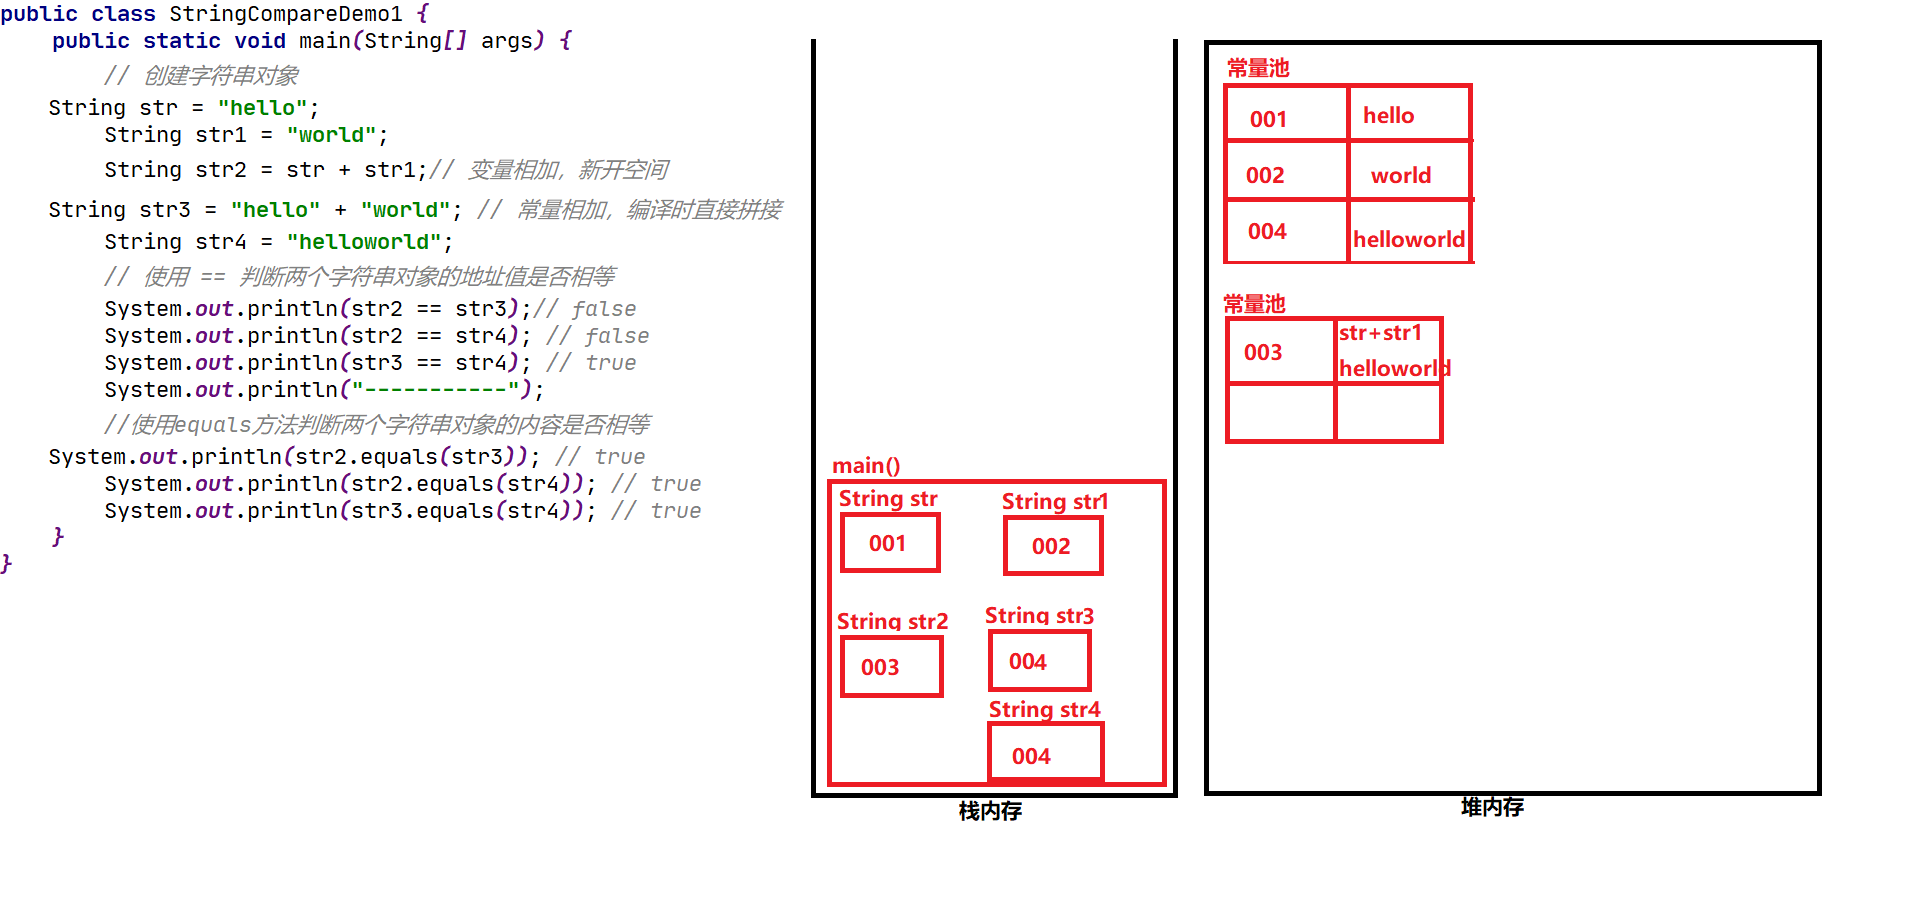 public class StringCompareDemo1 {
public static void main(String[] args) {
// 创建字符串对象
String str = "hello";
String str1 = "world";
String str2 = str + str1;// 变量相加，新开空间
String str3 = "hello" + "world"; // 常量相加，编译时直接拼接
String str4 = "helloworld";
// 使用 == 判断两个字符串对象的地址值是否相等
System.out.println(str2 == str3);// false
System.out.println(str2 == str4); // false
System.out.println(str3 == str4); // true
System.out.println("-----------");
//使用equals方法判断两个字符串对象的内容是否相等
System.out.println(str2.equals(str3)); // true
System.out.println(str2.equals(str4)); // true
System.out.println(str3.equals(str4)); // true
}
}
main()
String str
001
String str1
002
String str2
003
String str3
004
String str4
004
栈内存
常量池
001 hello
002 world
004 helloworld
常量池
003
str+str1
helloworld
堆内存